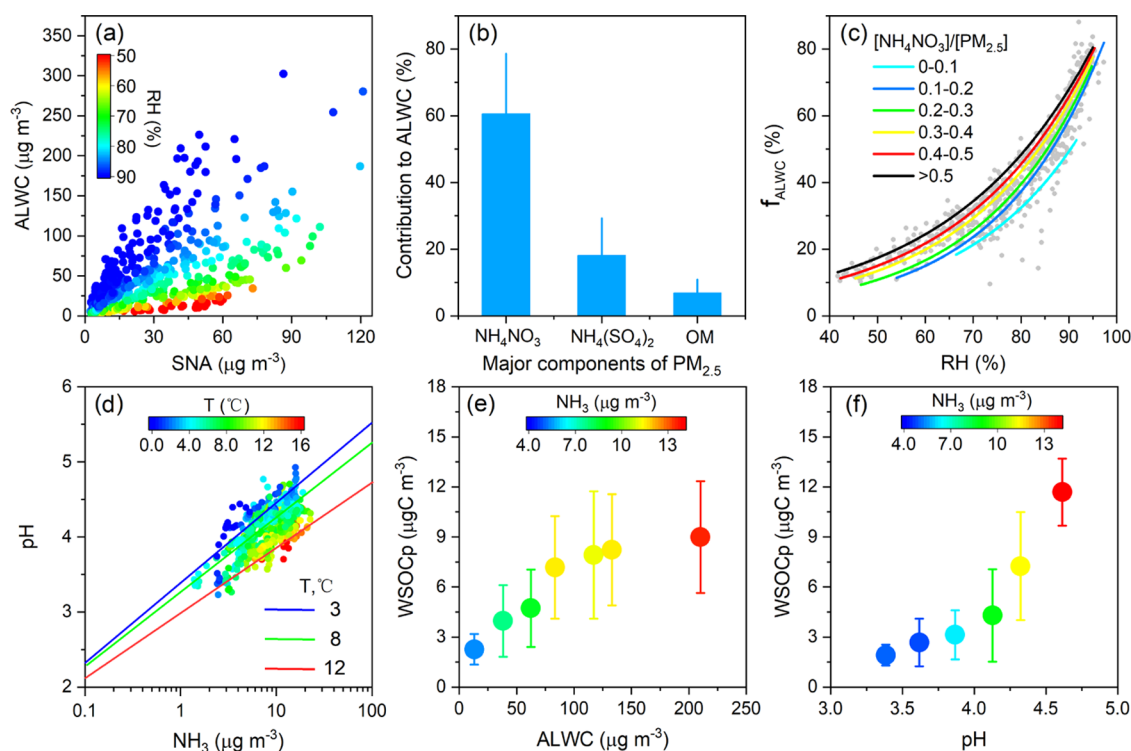 (a)
350
300
250
200
150
100
50
0
ALWC (μg m-3)
50
60
70
80
90
RH (%)
0 15 30 45 60 75 90 105 120
SNA (μg m-3)
(b)
80
60
40
20
0
Contribution to ALWC (%)
NH4NO3 NH4(SO4)2 OM
Major components of PM2.5
(c)
80
60
40
20
0
fALWC (%)
[NH4NO3]/[PM2.5]
0-0.1
0.1-0.2
0.2-0.3
0.3-0.4
0.4-0.5
>0.5
40 50 60 70 80 90 100
RH (%)
(d)
6
5
4
3
2
pH
T (℃)
0.0 4.0 8.0 12 16
T,℃
3
8
12
0.1 1 10 100
NH3 (μg m-3)
(e)
18
15
12
9
6
3
0
WSOCp (μgC m-3)
NH3 (μg m-3)
4.0 7.0 10 13
0 50 100 150 200 250
ALWC (μg m-3)
(f)
18
15
12
9
6
3
0
WSOCp (μgC m-3)
NH3 (μg m-3)
4.0 7.0 10 13
3.0 3.5 4.0 4.5 5.0
pH